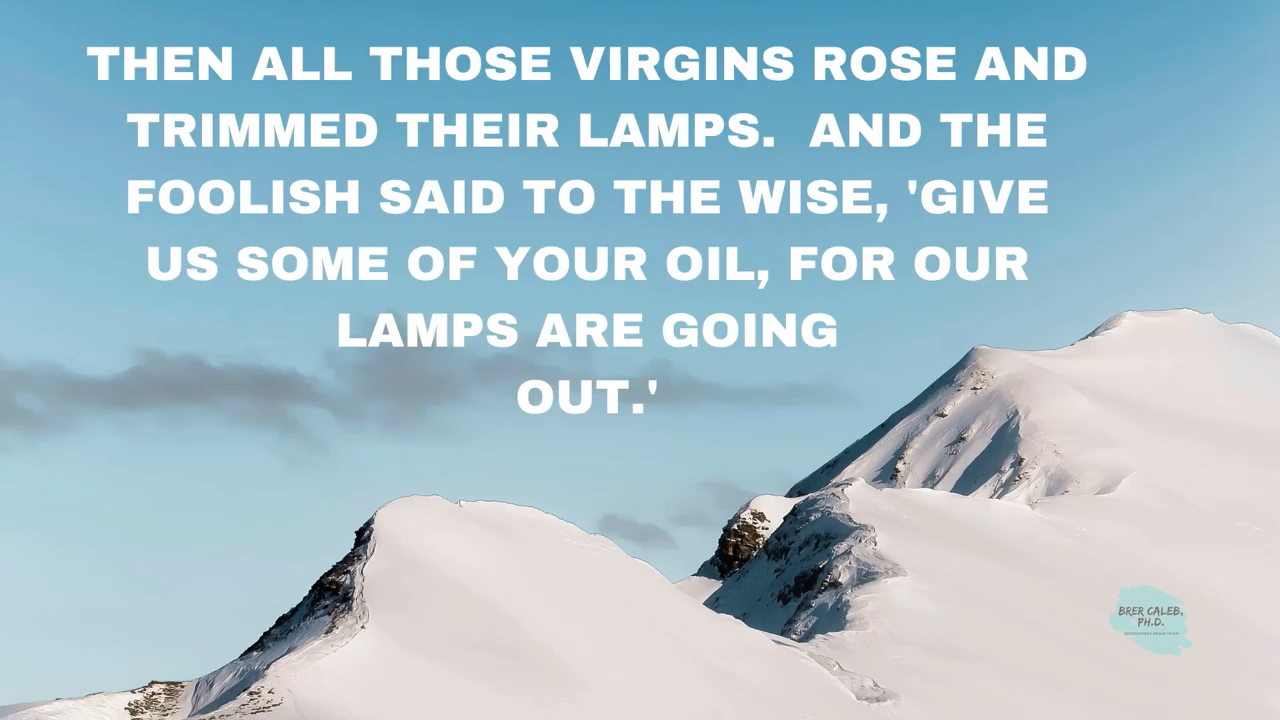 THEN ALL THOSE VIRGINS ROSE AND
TRIMMED THEIR LAMPS.  AND THE
FOOLISH SAID TO THE WISE, 'GIVE
US SOME OF YOUR OIL, FOR OUR
LAMPS ARE GOING
OUT.'
BRER CALEB,
PH.D.